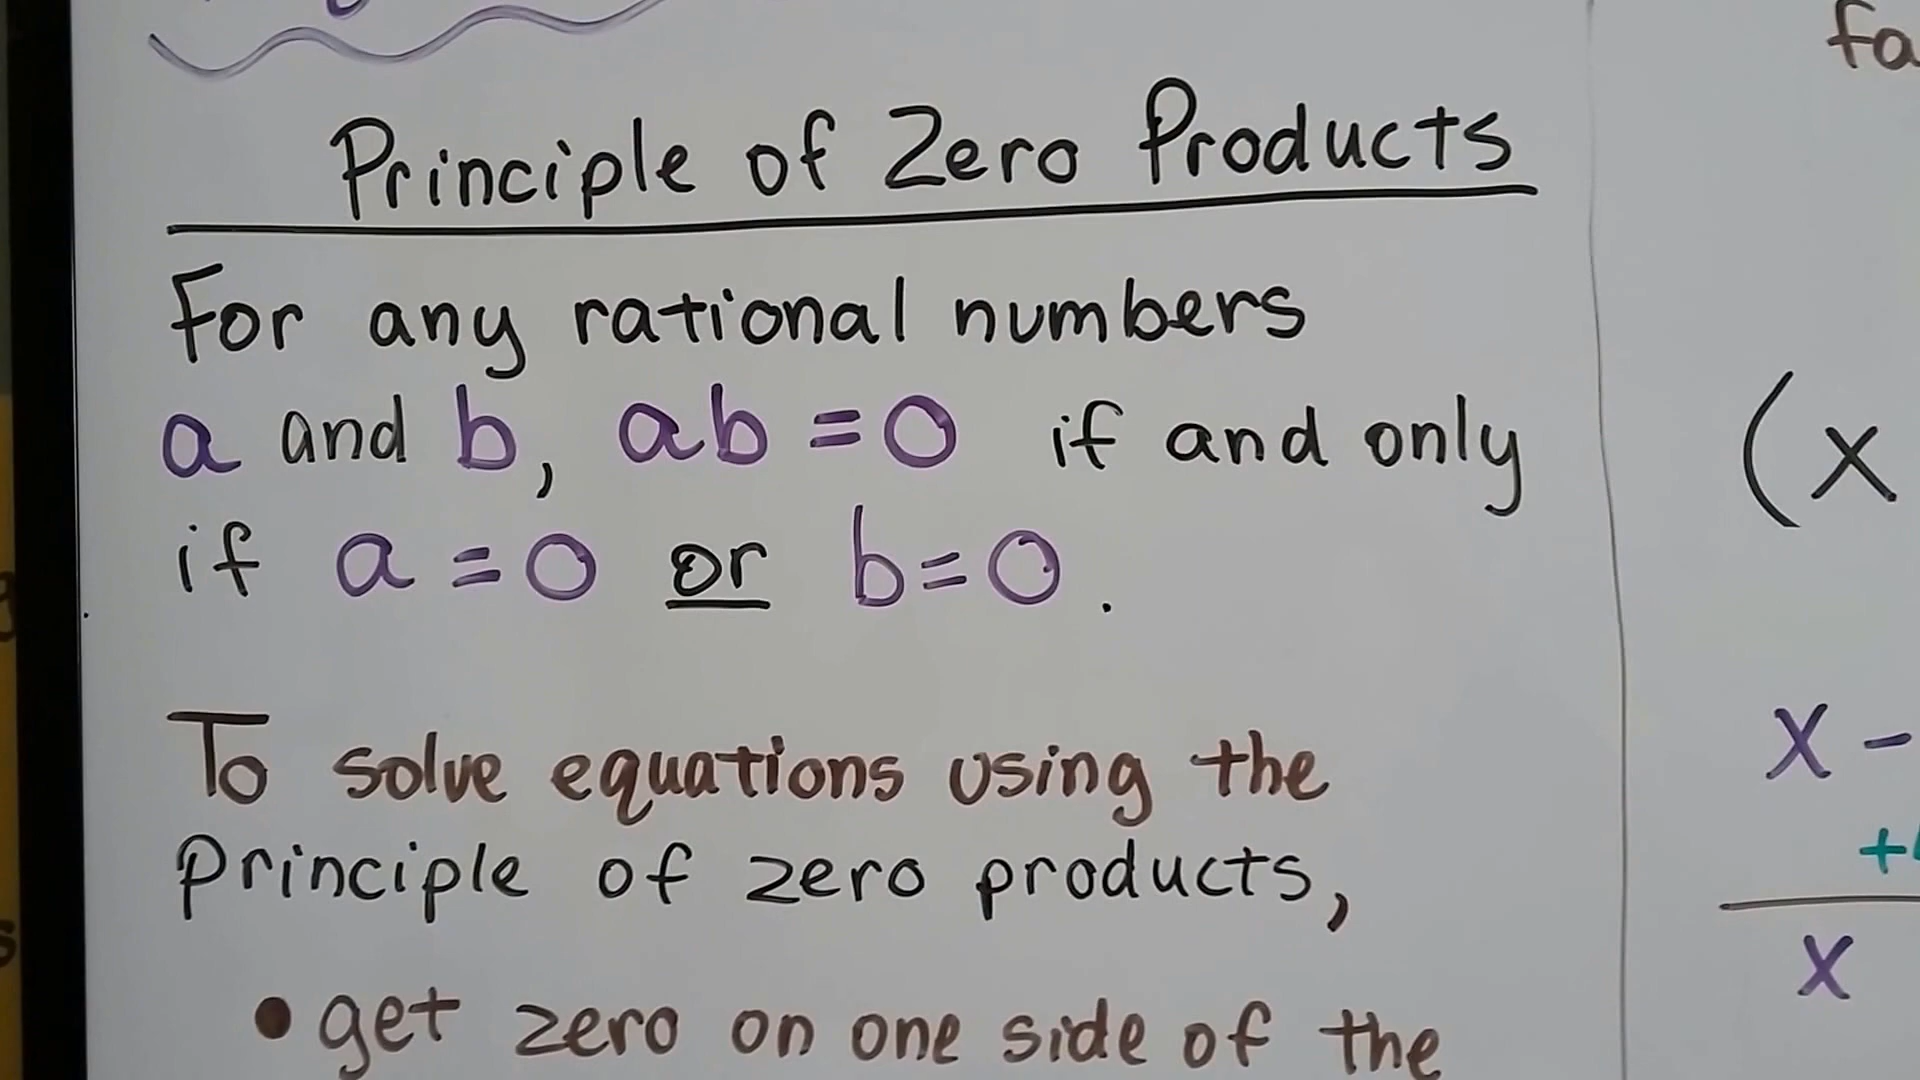 Principle of Zero Products
For any rational numbers
a and b, ab = 0 if and only
if a = 0 or b = 0.
To solve equations using the
principle of zero products,
• get zero on one side of the
fa
(x
x -
+
x